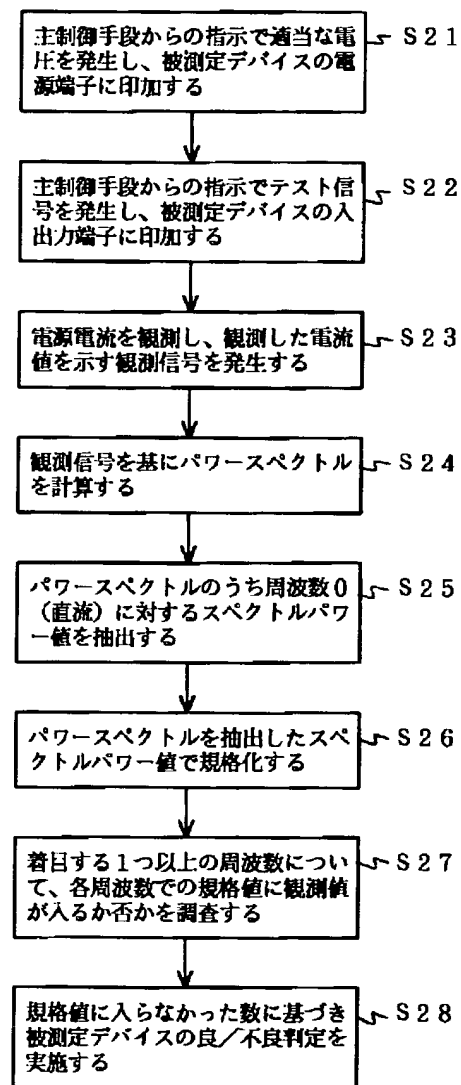 主制御手段からの指示で適当な電
圧を発生し、被測定デバイスの電
源端子に印加する
S21
主制御手段からの指示でテスト信
号を発生し、被測定デバイスの入
出力端子に印加する
S22
電源電流を観測し、観測した電流
値を示す観測信号を発生する
S23
観測信号を基にパワースペクトル
を計算する
S24
パワースペクトルのうち周波数0
(直流)に対するスペクトルパワ
ー値を抽出する
S25
パワースペクトルを抽出したスペ
クトルパワー値で規格化する
S26
着目する1つ以上の周波数につい
て、各周波数での規格値に観測値
が入るか否かを調査する
S27
規格値に入らなかった数に基づき
被測定デバイスの良/不良判定を
実施する
S28